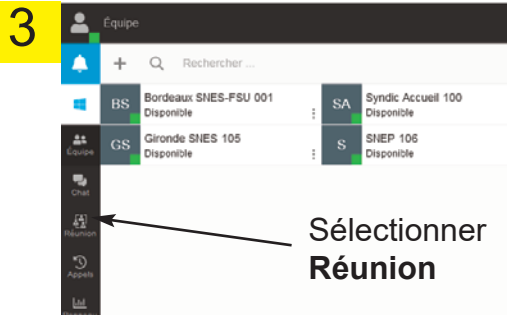 3
Équipe
Rechercher ...
BS
Bordeaux SNES-FSU 001
Disponible
SA
Syndic Accueil 100
Disponible
GS
Gironde SNES 105
Disponible
S
SNEP 106
Disponible
Équipe
Chat
Réunion
Appels
Sélectionner
Réunion